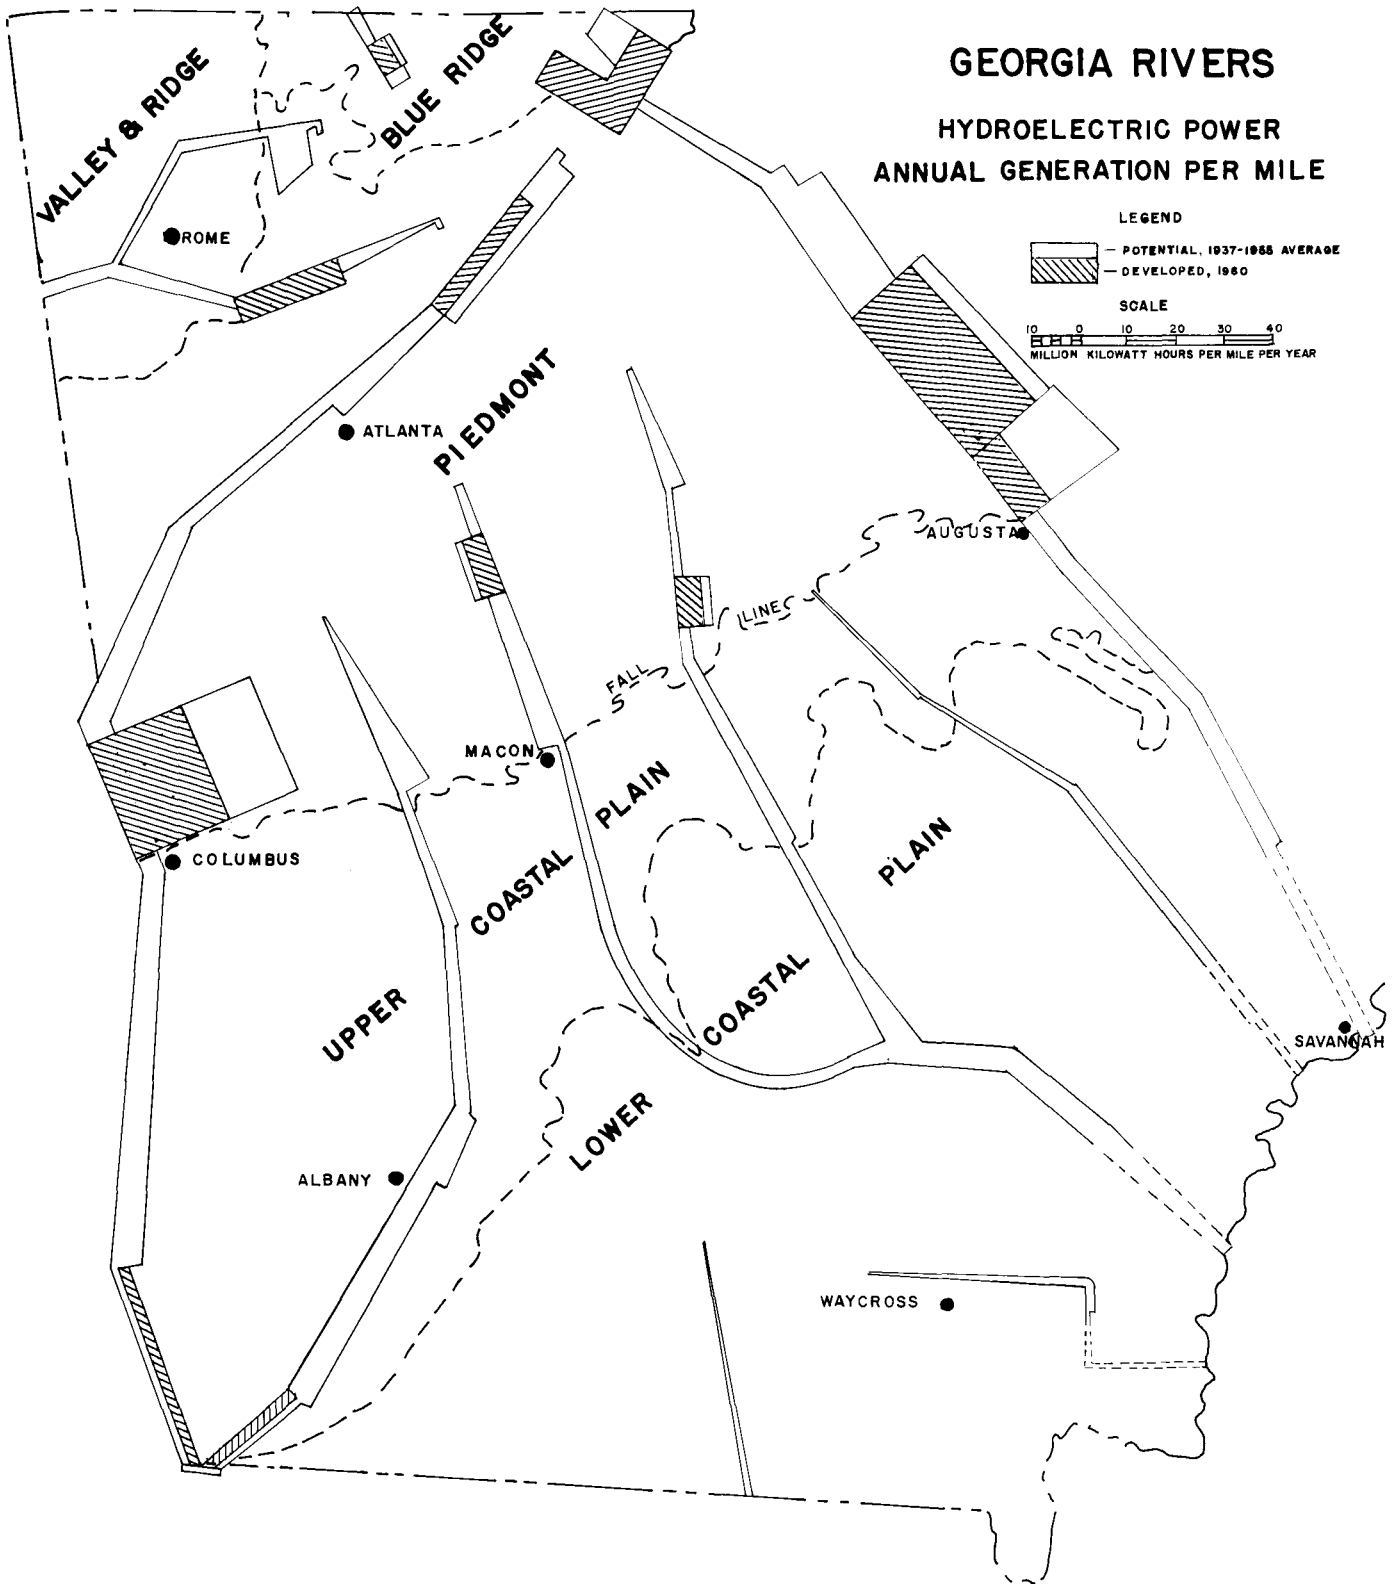 GEORGIA RIVERS
HYDROELECTRIC POWER
ANNUAL GENERATION PER MILE
LEGEND
— POTENTIAL, 1937-1955 AVERAGE
— DEVELOPED, 1960
SCALE
10 0 10 20 30 40
MILLION KILOWATT HOURS PER MILE PER YEAR
VALLEY & RIDGE
BLUE RIDGE
ROME
ATLANTA
PIEDMONT
AUGUSTA
FALL LINE
MACON
COLUMBUS
UPPER COASTAL PLAIN
LOWER COASTAL PLAIN
SAVANNAH
ALBANY
WAYCROSS